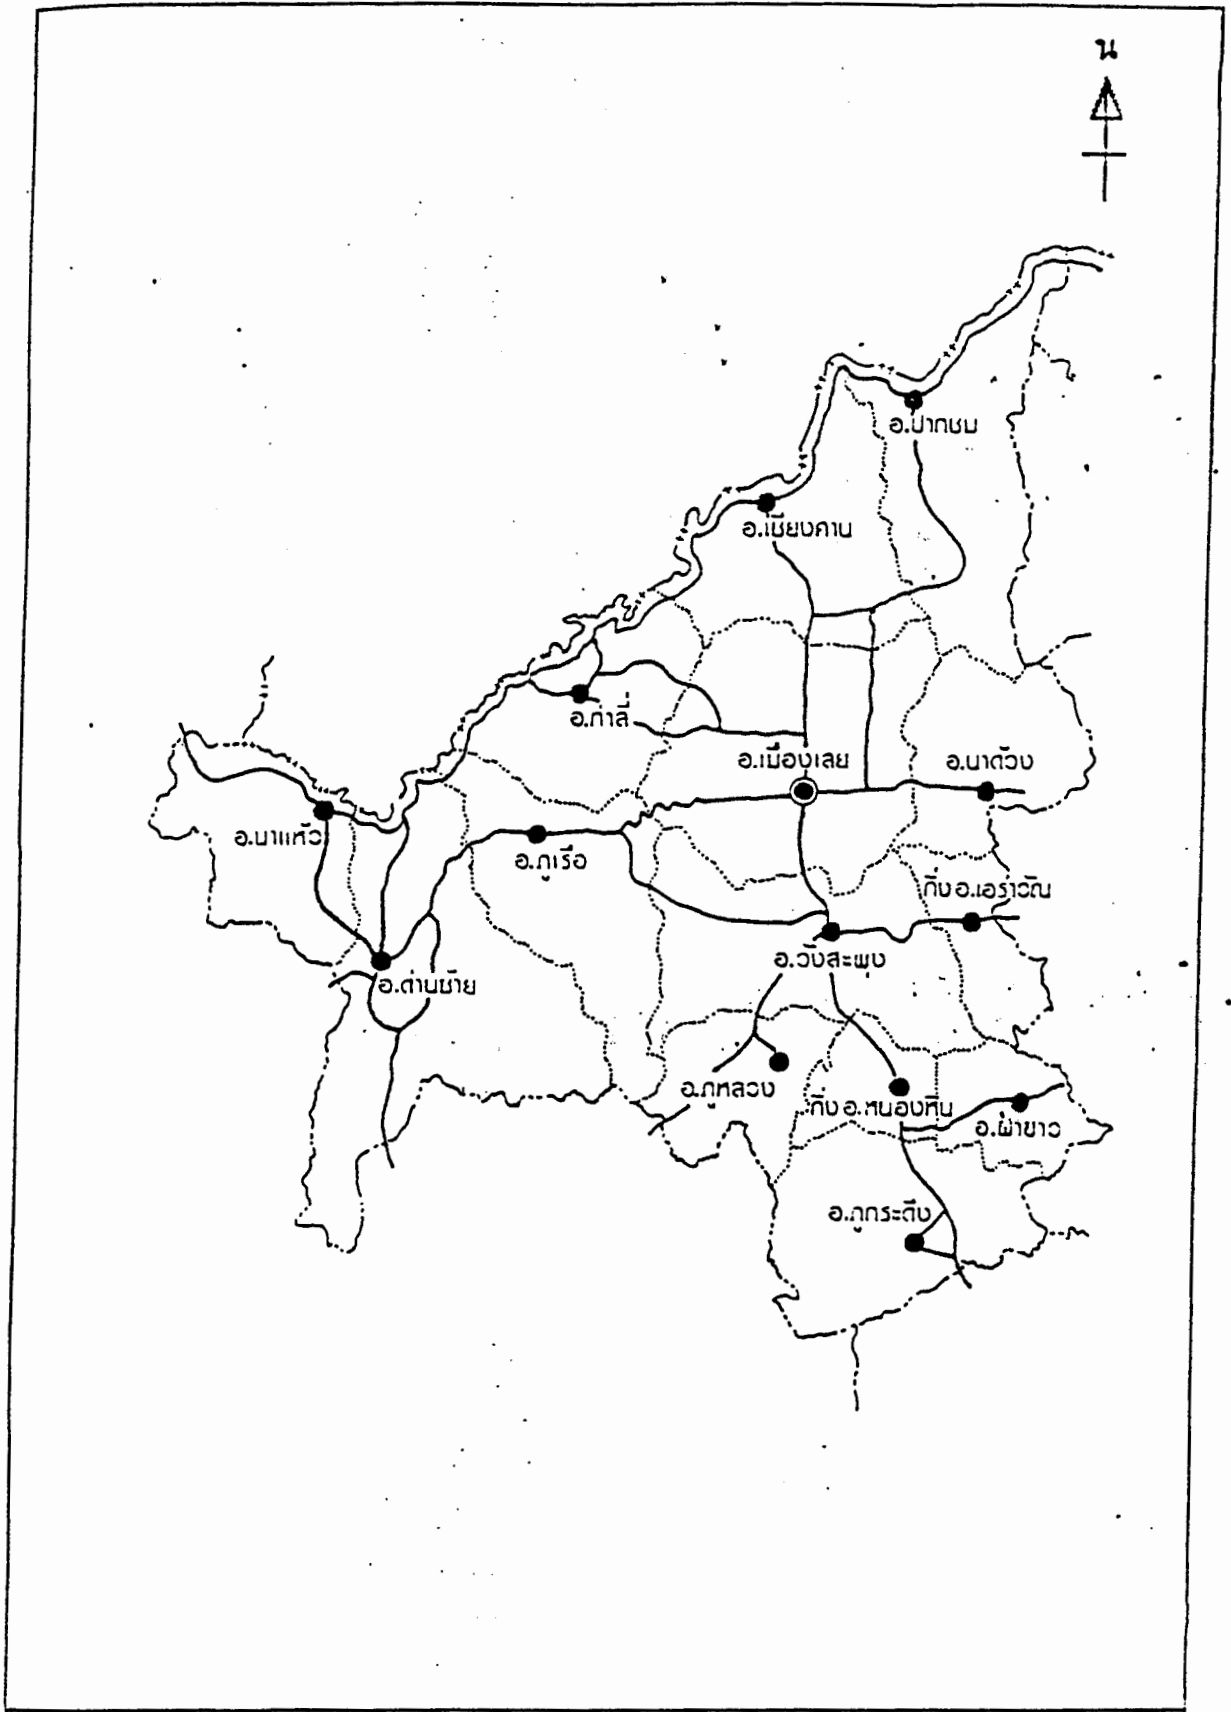 น
อ.ปากชม
อ.เชียงคาน
อ.ท่าลี่
อ.เมืองเลย
อ.นาด้วง
อ.นาแห้ว
อ.ภูเรือ
กิ่งอ.เอราวัณ
อ.วังสะพุง
อ.ด่านซ้าย
อ.ภูหลวง
กิ่งอ.หนองหิน
อ.ผาขาว
อ.ภูกระดึง